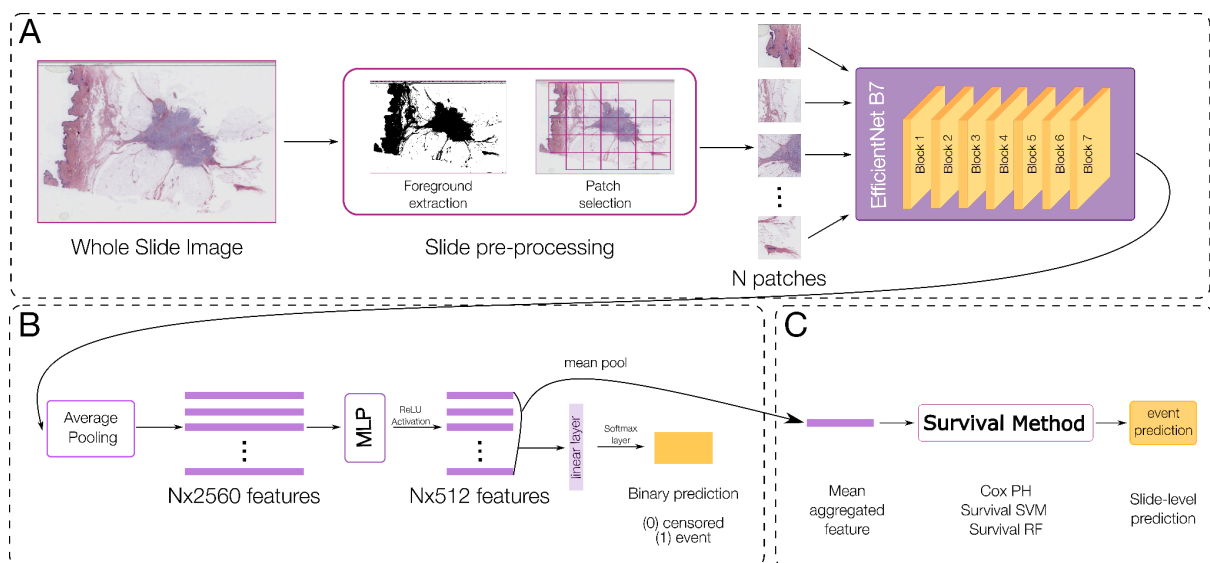 A
Whole Slide Image
Foreground
extraction
Patch
selection
Slide pre-processing
N patches
EfficientNet B7
Block 1
Block 2
Block 3
Block 4
Block 5
Block 6
Block 7
B
Average
Pooling
Nx2560 features
MLP
ReLU
Activation
Nx512 features
mean pool
linear layer
Softmax
layer
Binary prediction
(0) censored
(1) event
C
Mean
aggregated
feature
Survival Method
Cox PH
Survival SVM
Survival RF
event
prediction
Slide-level
prediction